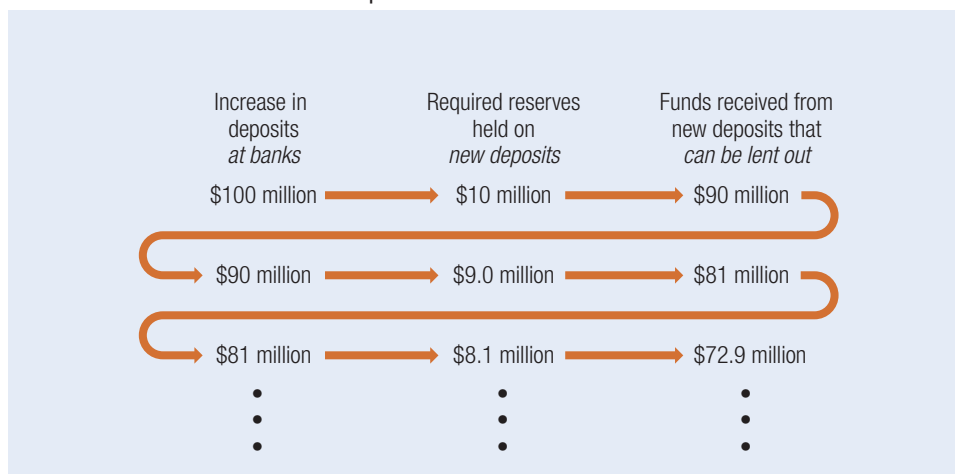 Increase in
deposits
at banks
Required reserves
held on
new deposits
Funds received from
new deposits that
can be lent out
$100 million
$10 million
$90 million
$90 million
$9.0 million
$81 million
$81 million
$8.1 million
$72.9 million